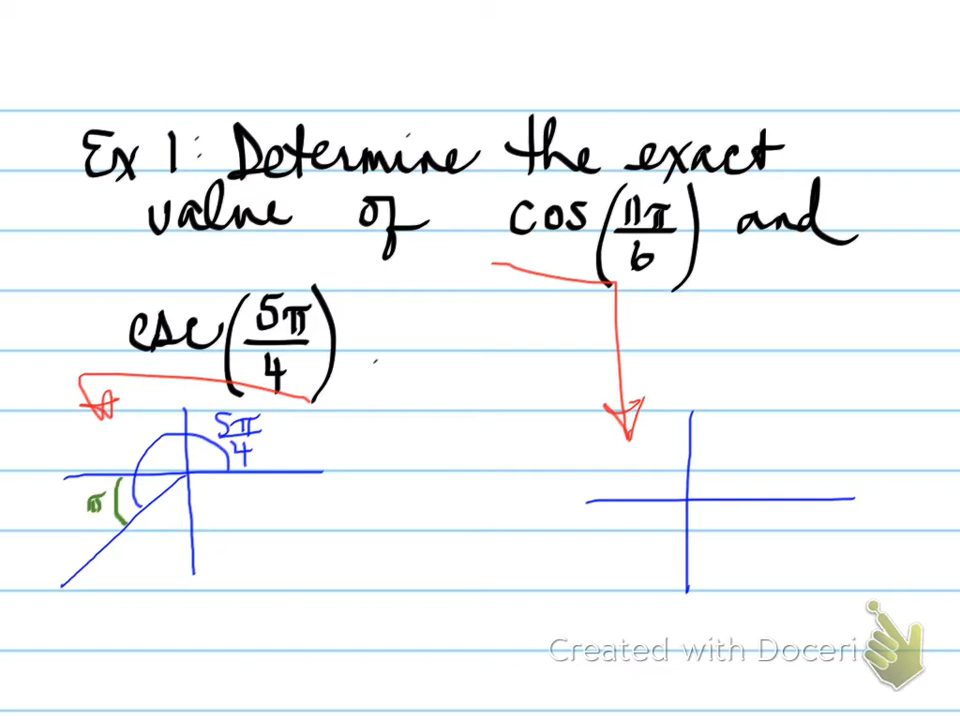 Ex 1: Determine the exact
value of cos(11π/6) and
csc(5π/4)
5π/4
π
Created with Doceri